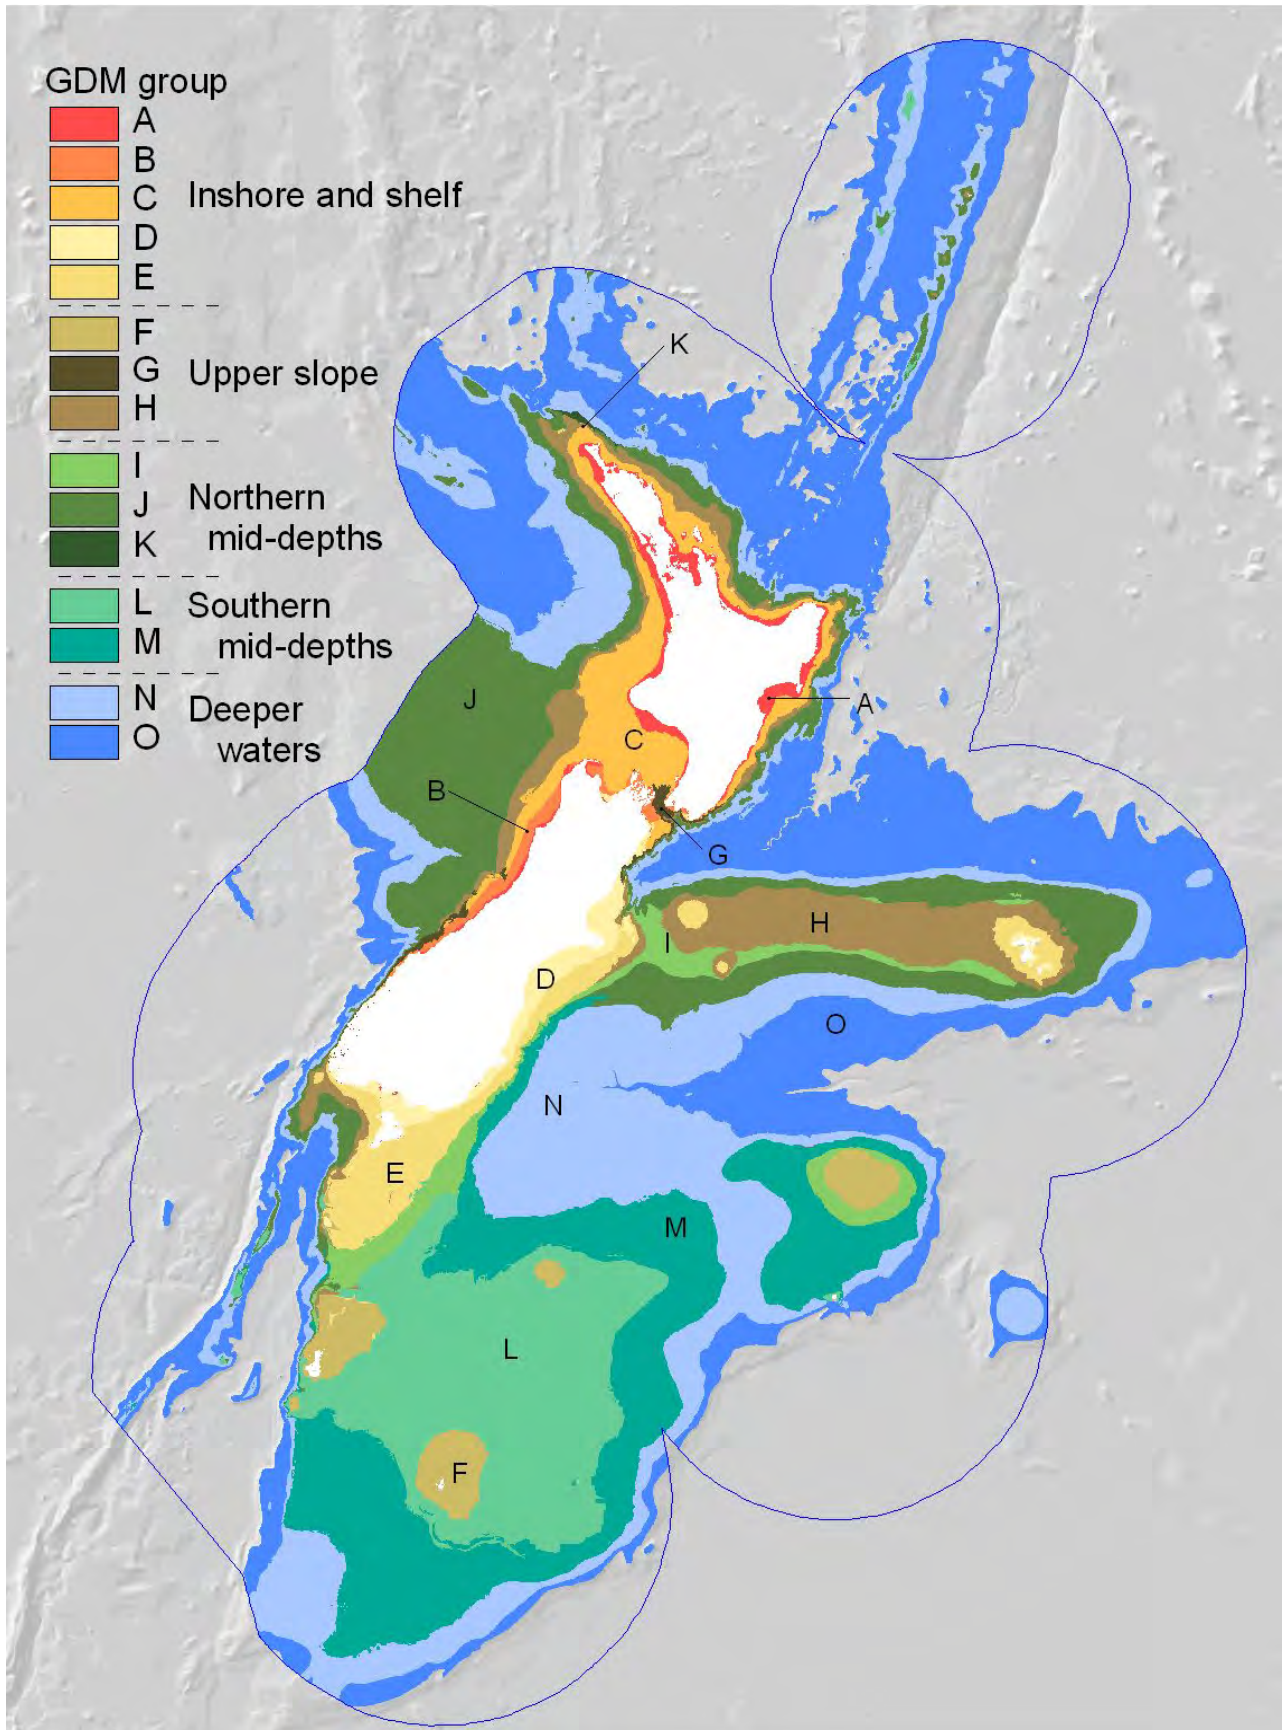 GDM group
A
B
C
Inshore and shelf
D
E
F
G
Upper slope
H
I
J
Northern
mid-depths
K
L
Southern
M
mid-depths
N
Deeper
O
waters
K
J
A
C
B
G
H
I
D
O
N
E
M
L
F